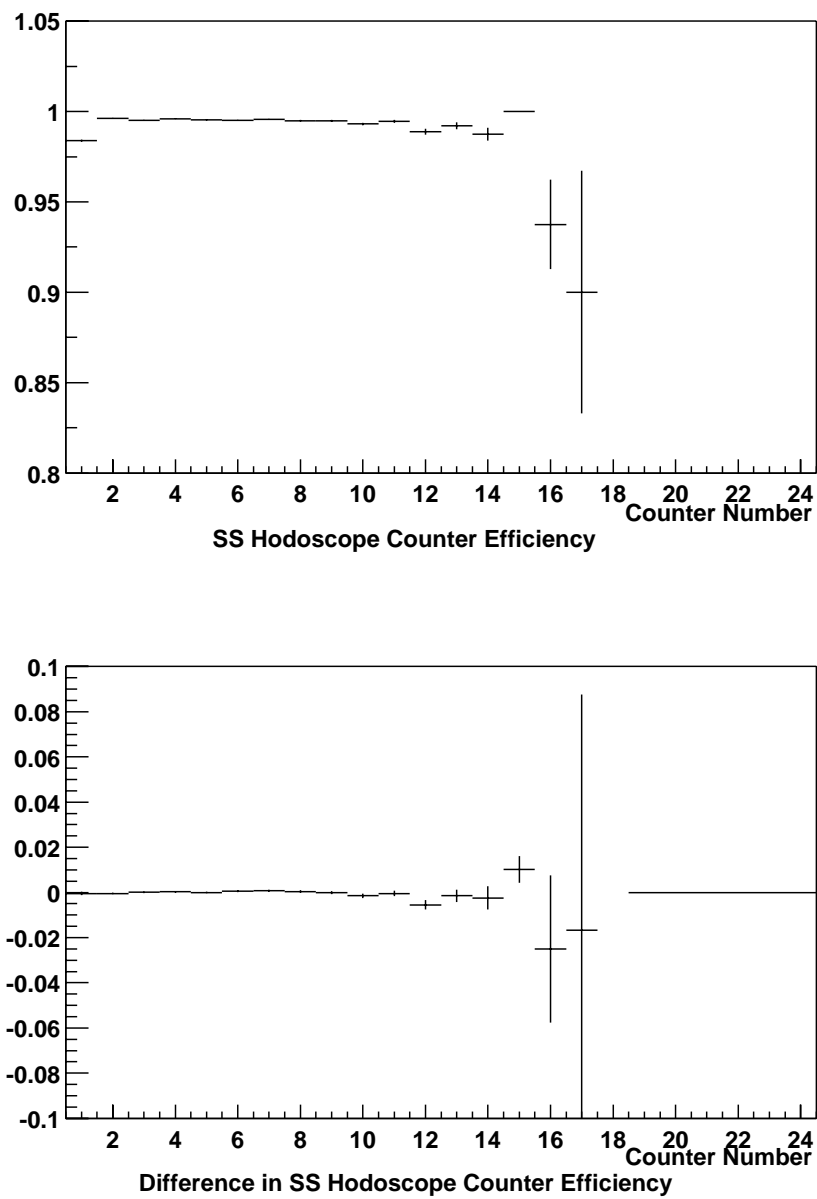 1.05
1
0.95
0.9
0.85
0.8
2 4 6 8 10 12 14 16 18 20 22 24
Counter Number
SS Hodoscope Counter Efficiency
0.1
0.08
0.06
0.04
0.02
0
-0.02
-0.04
-0.06
-0.08
-0.1
2 4 6 8 10 12 14 16 18 20 22 24
Counter Number
Difference in SS Hodoscope Counter Efficiency